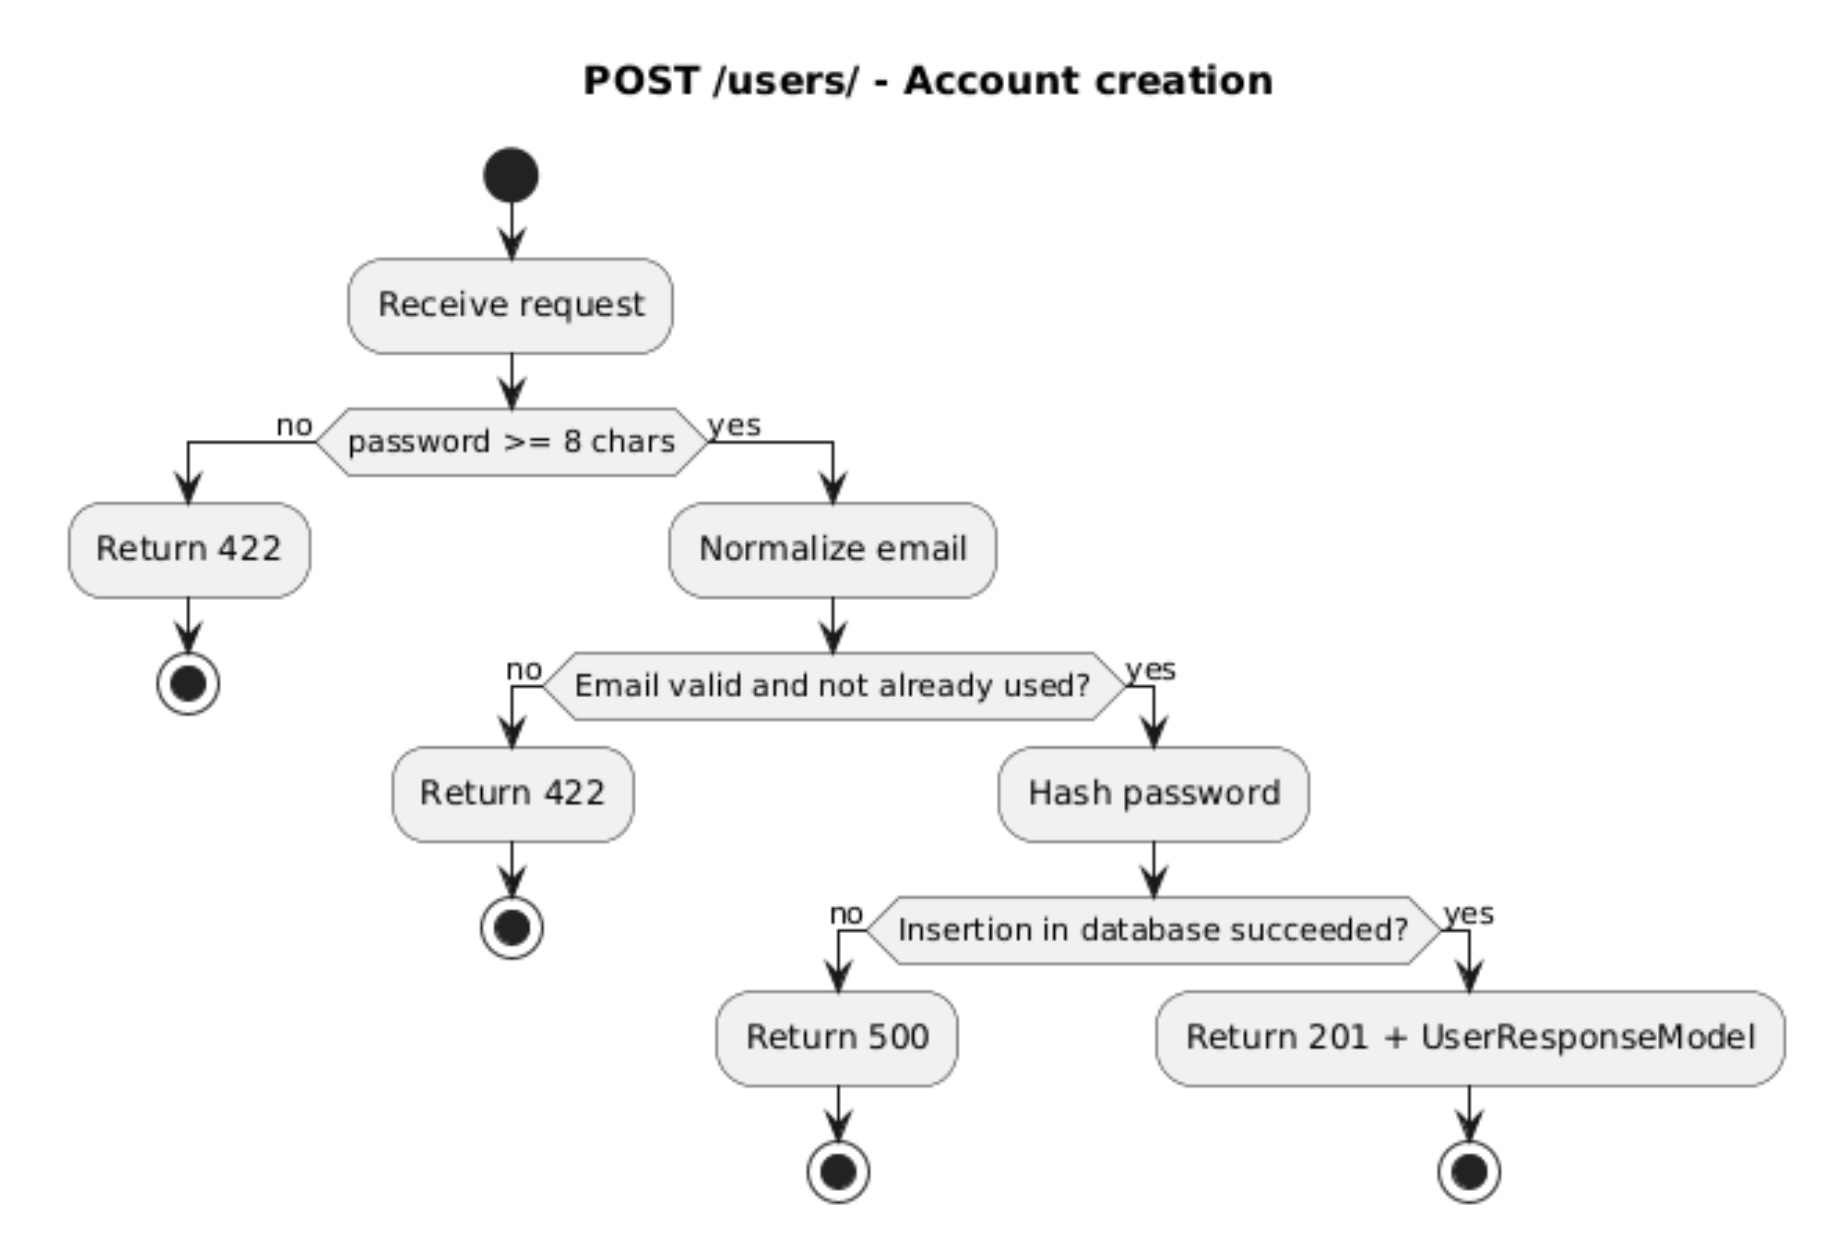 POST /users/ - Account creation
Receive request
no
password >= 8 chars
yes
Return 422
Normalize email
no
Email valid and not already used?
yes
Return 422
Hash password
no
Insertion in database succeeded?
yes
Return 500
Return 201 + UserResponseModel